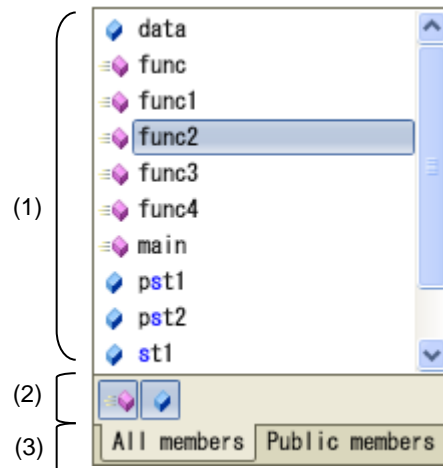 (1)
data
func
func1
func2
func3
func4
main
pst1
pst2
st1
(2)
(3) All members Public members